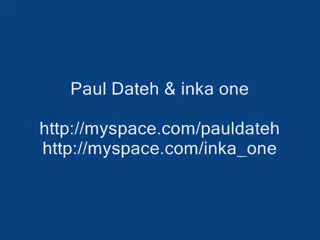 Paul Dateh & inka one
http://myspace.com/pauldateh
http://myspace.com/inka_one